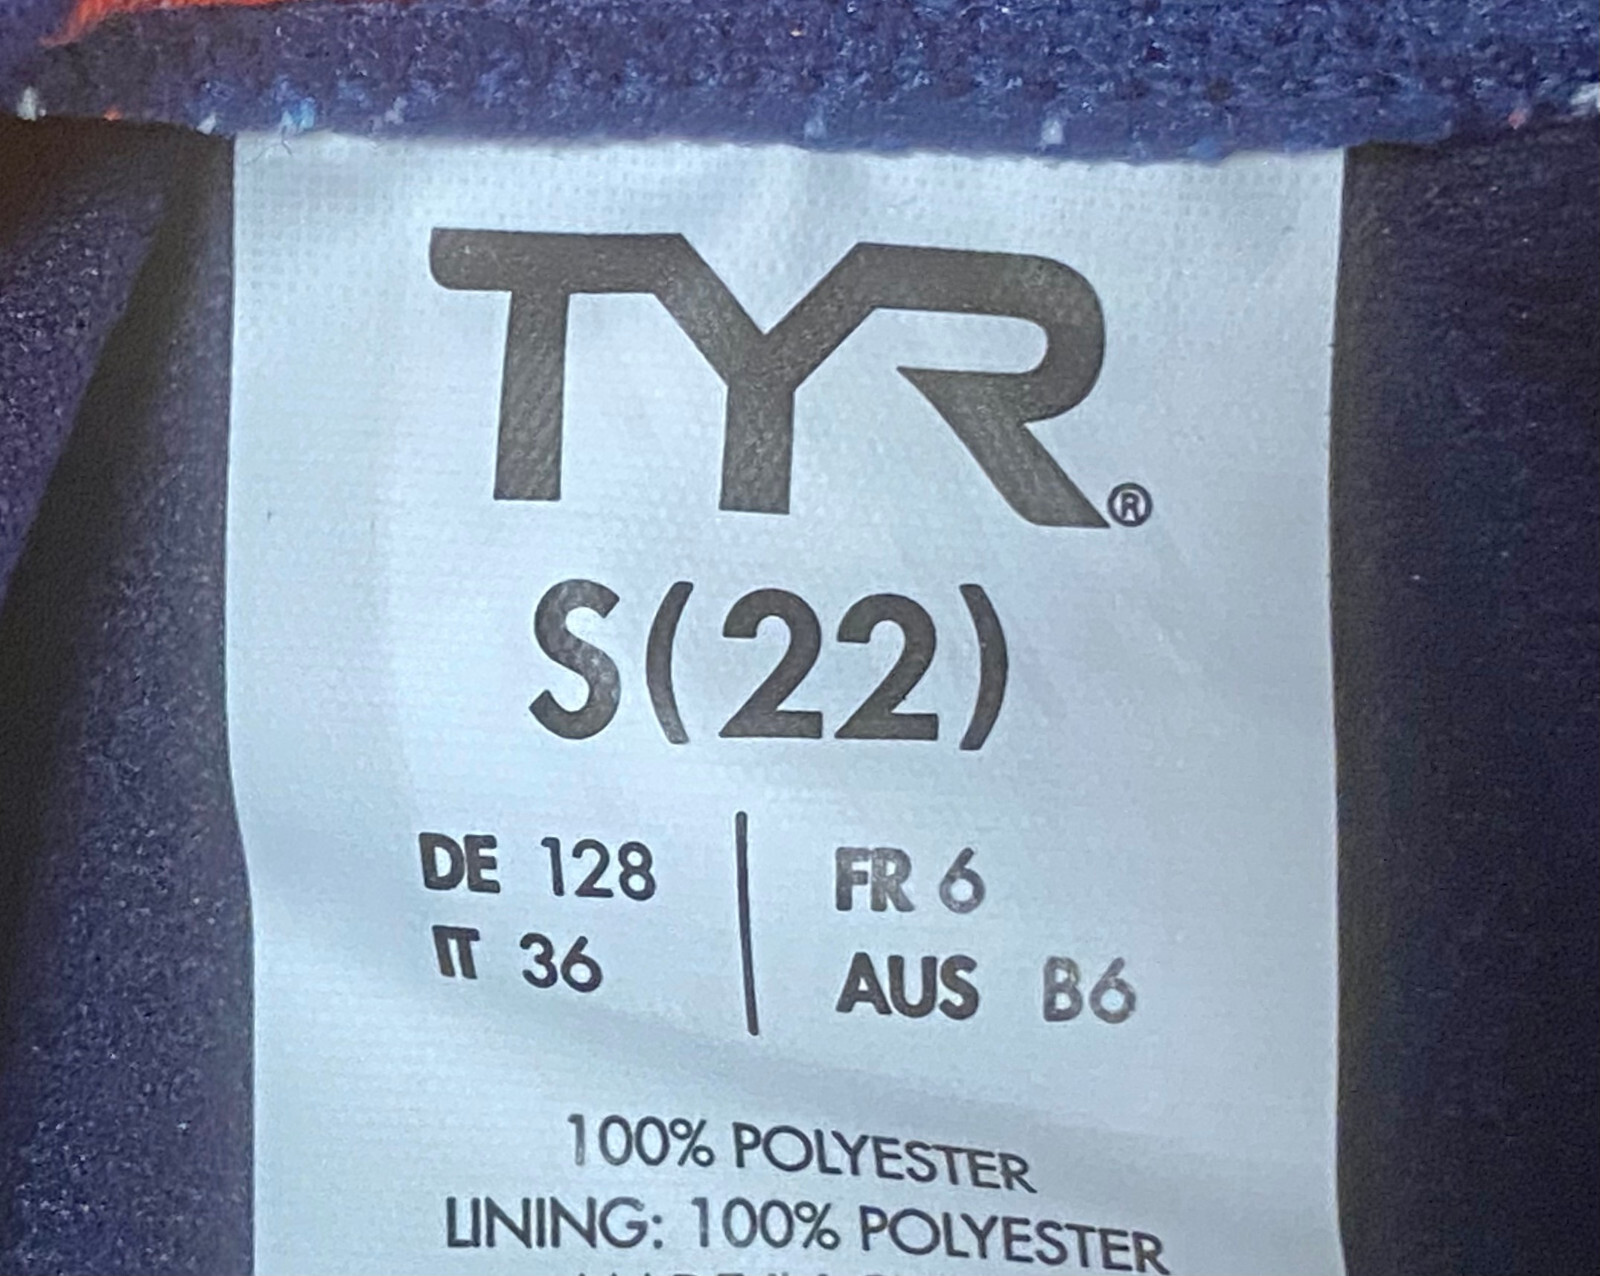 TYR®
S(22)
DE 128 | FR 6
IT 36 | AUS B6
100% POLYESTER
LINING: 100% POLYESTER